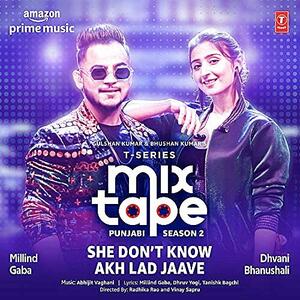 amazon
prime music
T-SERIES
GULSHAN KUMAR & BHUSHAN KUMAR'S
T-SERIES
mix
tape
PUNJABI SEASON 2
Millind
Gaba
SHE DON'T KNOW
AKH LAD JAAVE
Dhvani
Bhanushali
Music: Abhijit Vaghani | Lyrics: Millind Gaba, Dhruv Yogi, Tanishk Bagchi
Directed By: Radhika Rao and Vinay Sapru